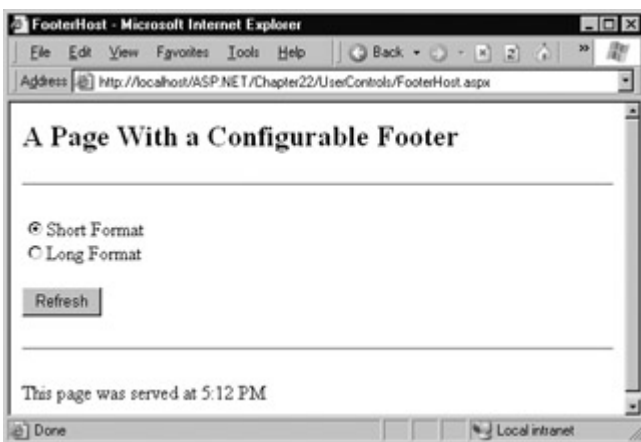 FooterHost - Microsoft Internet Explorer
File Edit View Favorites Tools Help Back »
Address http://localhost/ASP.NET/Chapter22/UserControls/FooterHost.aspx
A Page With a Configurable Footer
Short Format
Long Format
Refresh
This page was served at 5:12 PM
Done Local intranet